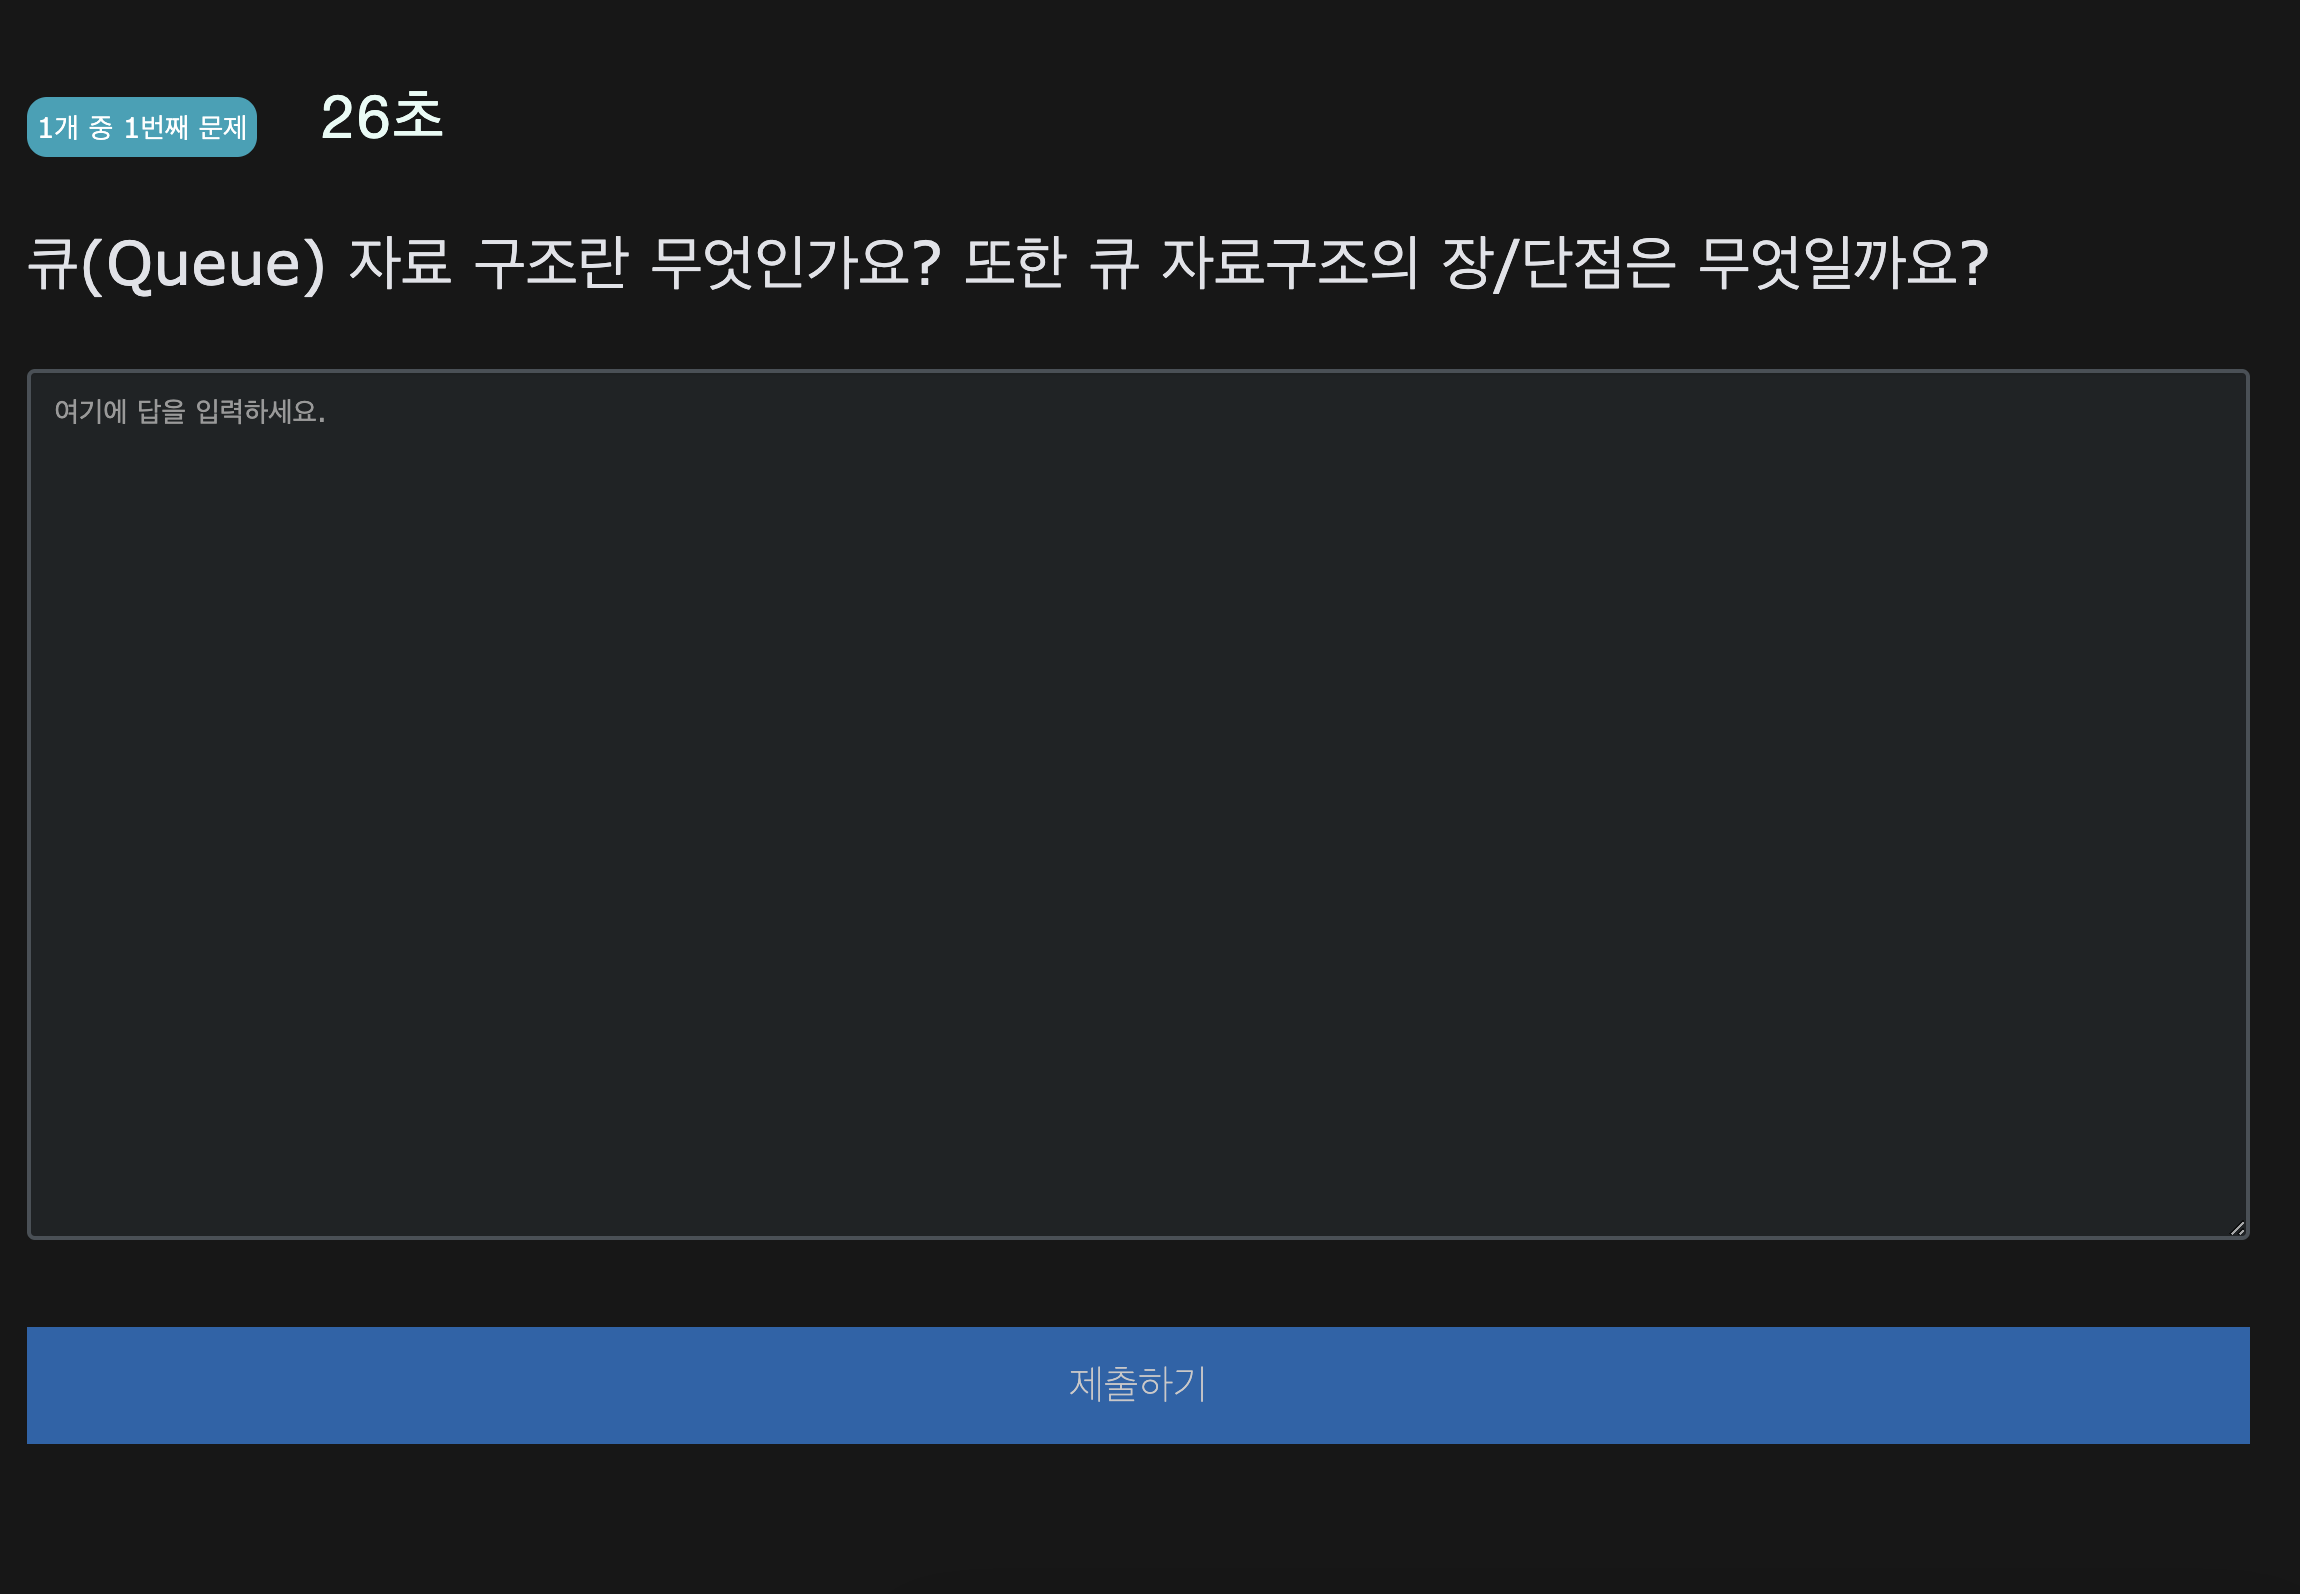 1개 중 1번째 문제
26초
큐(Queue) 자료 구조란 무엇인가요? 또한 큐 자료구조의 장/단점은 무엇일까요?
여기에 답을 입력하세요.
제출하기